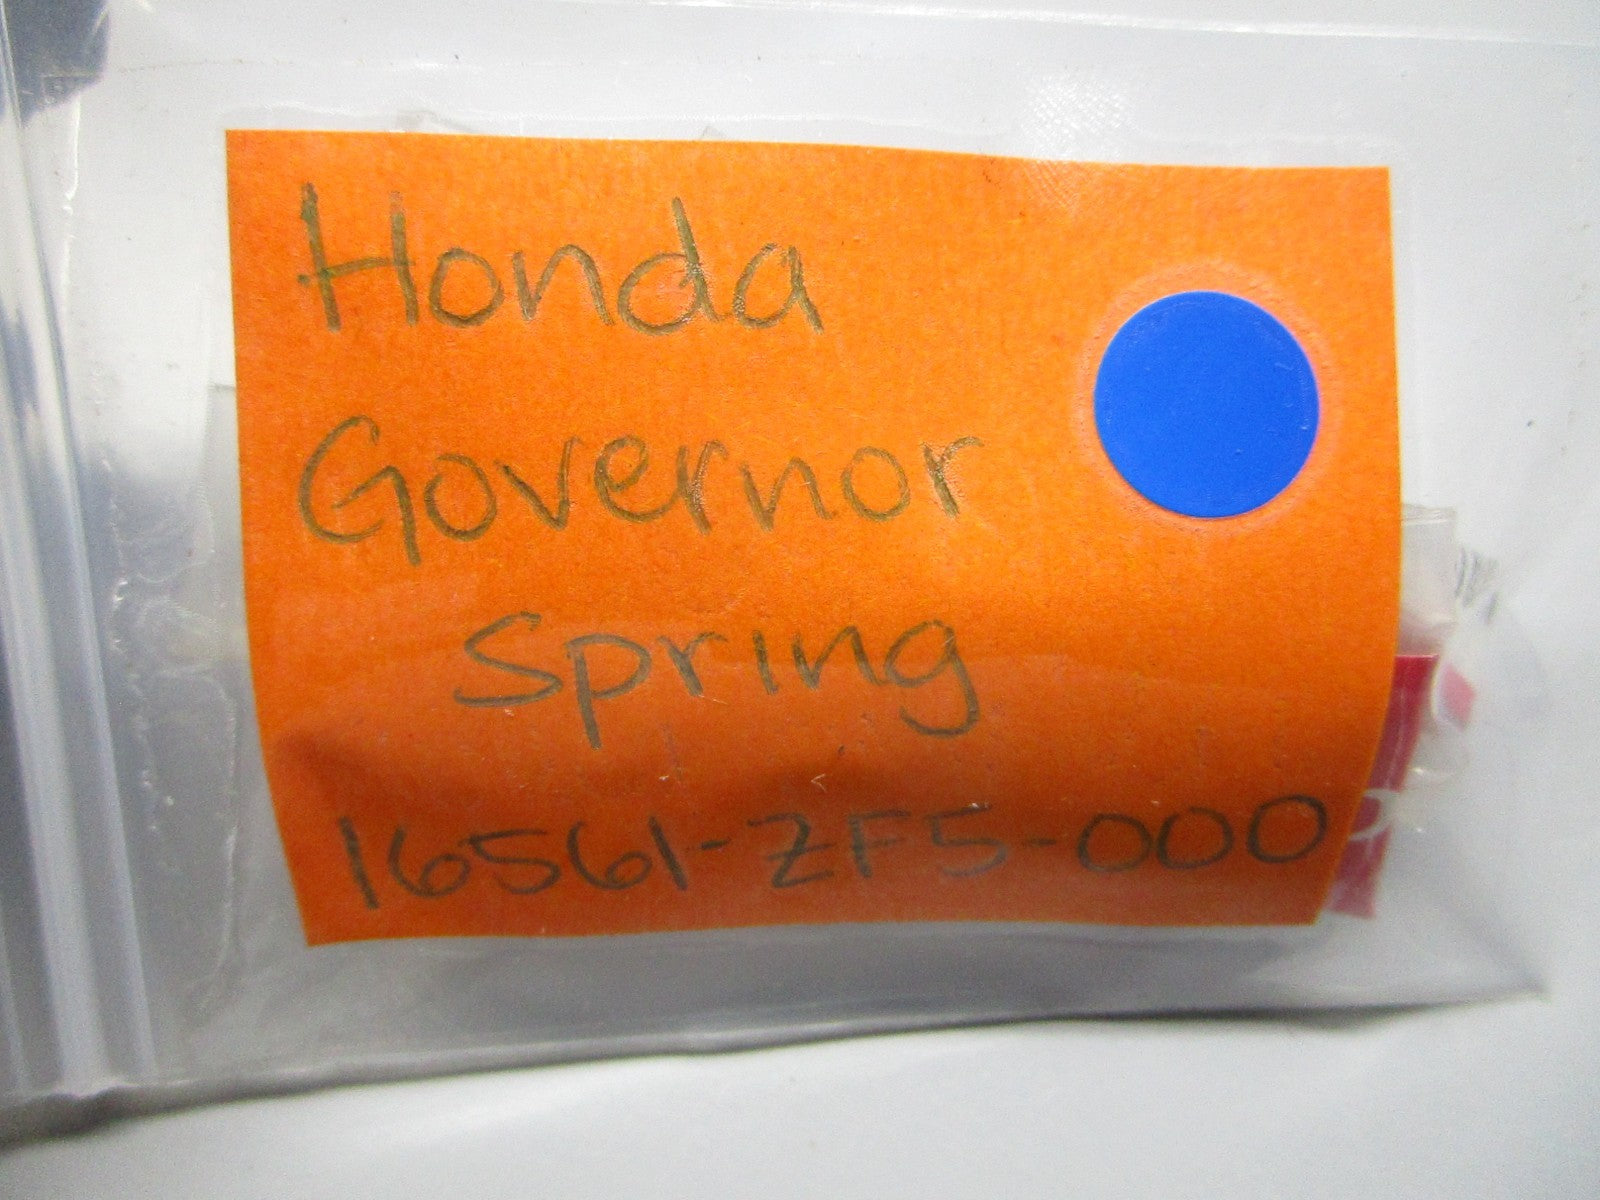 Honda
Governor
Spring
16561-ZF5-000